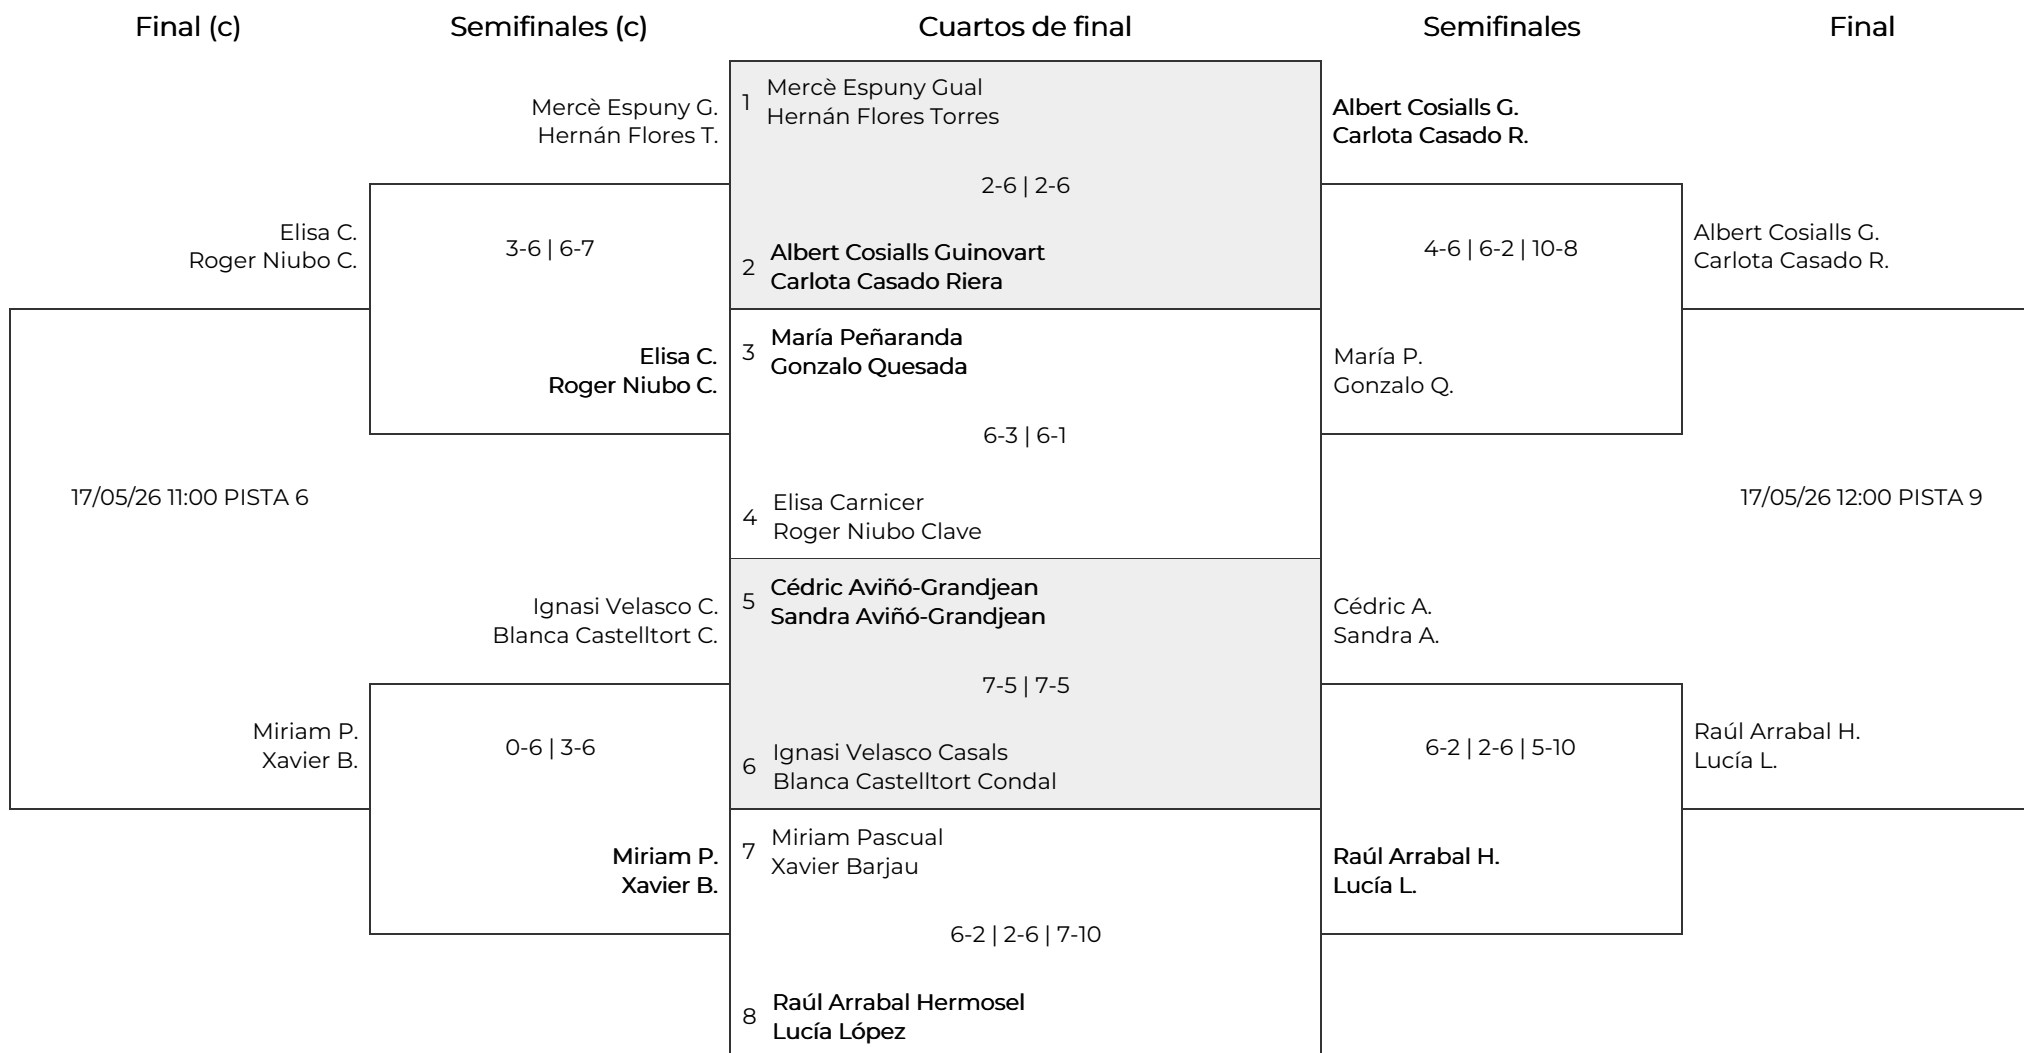 Final (c)
Semifinales (c)
Cuartos de final
Semifinales
Final
Elisa C.
Roger Niubo C.
17/05/26 11:00 PISTA 6
Miriam P.
Xavier B.
Mercè Espuny G.
Hernán Flores T.
3-6 | 6-7
Elisa C.
Roger Niubo C.
Ignasi Velasco C.
Blanca Castelltort C.
0-6 | 3-6
Miriam P.
Xavier B.
1
Mercè Espuny Gual
Hernán Flores Torres
2-6 | 2-6
2
Albert Cosialls Guinovart
Carlota Casado Riera
3
María Peñaranda
Gonzalo Quesada
6-3 | 6-1
4
Elisa Carnicer
Roger Niubo Clave
5
Cédric Aviñó-Grandjean
Sandra Aviñó-Grandjean
7-5 | 7-5
6
Ignasi Velasco Casals
Blanca Castelltort Condal
7
Miriam Pascual
Xavier Barjau
6-2 | 2-6 | 7-10
8
Raúl Arrabal Hermosel
Lucía López
Albert Cosialls G.
Carlota Casado R.
4-6 | 6-2 | 10-8
María P.
Gonzalo Q.
Cédric A.
Sandra A.
6-2 | 2-6 | 5-10
Raúl Arrabal H.
Lucía L.
Albert Cosialls G.
Carlota Casado R.
17/05/26 12:00 PISTA 9
Raúl Arrabal H.
Lucía L.